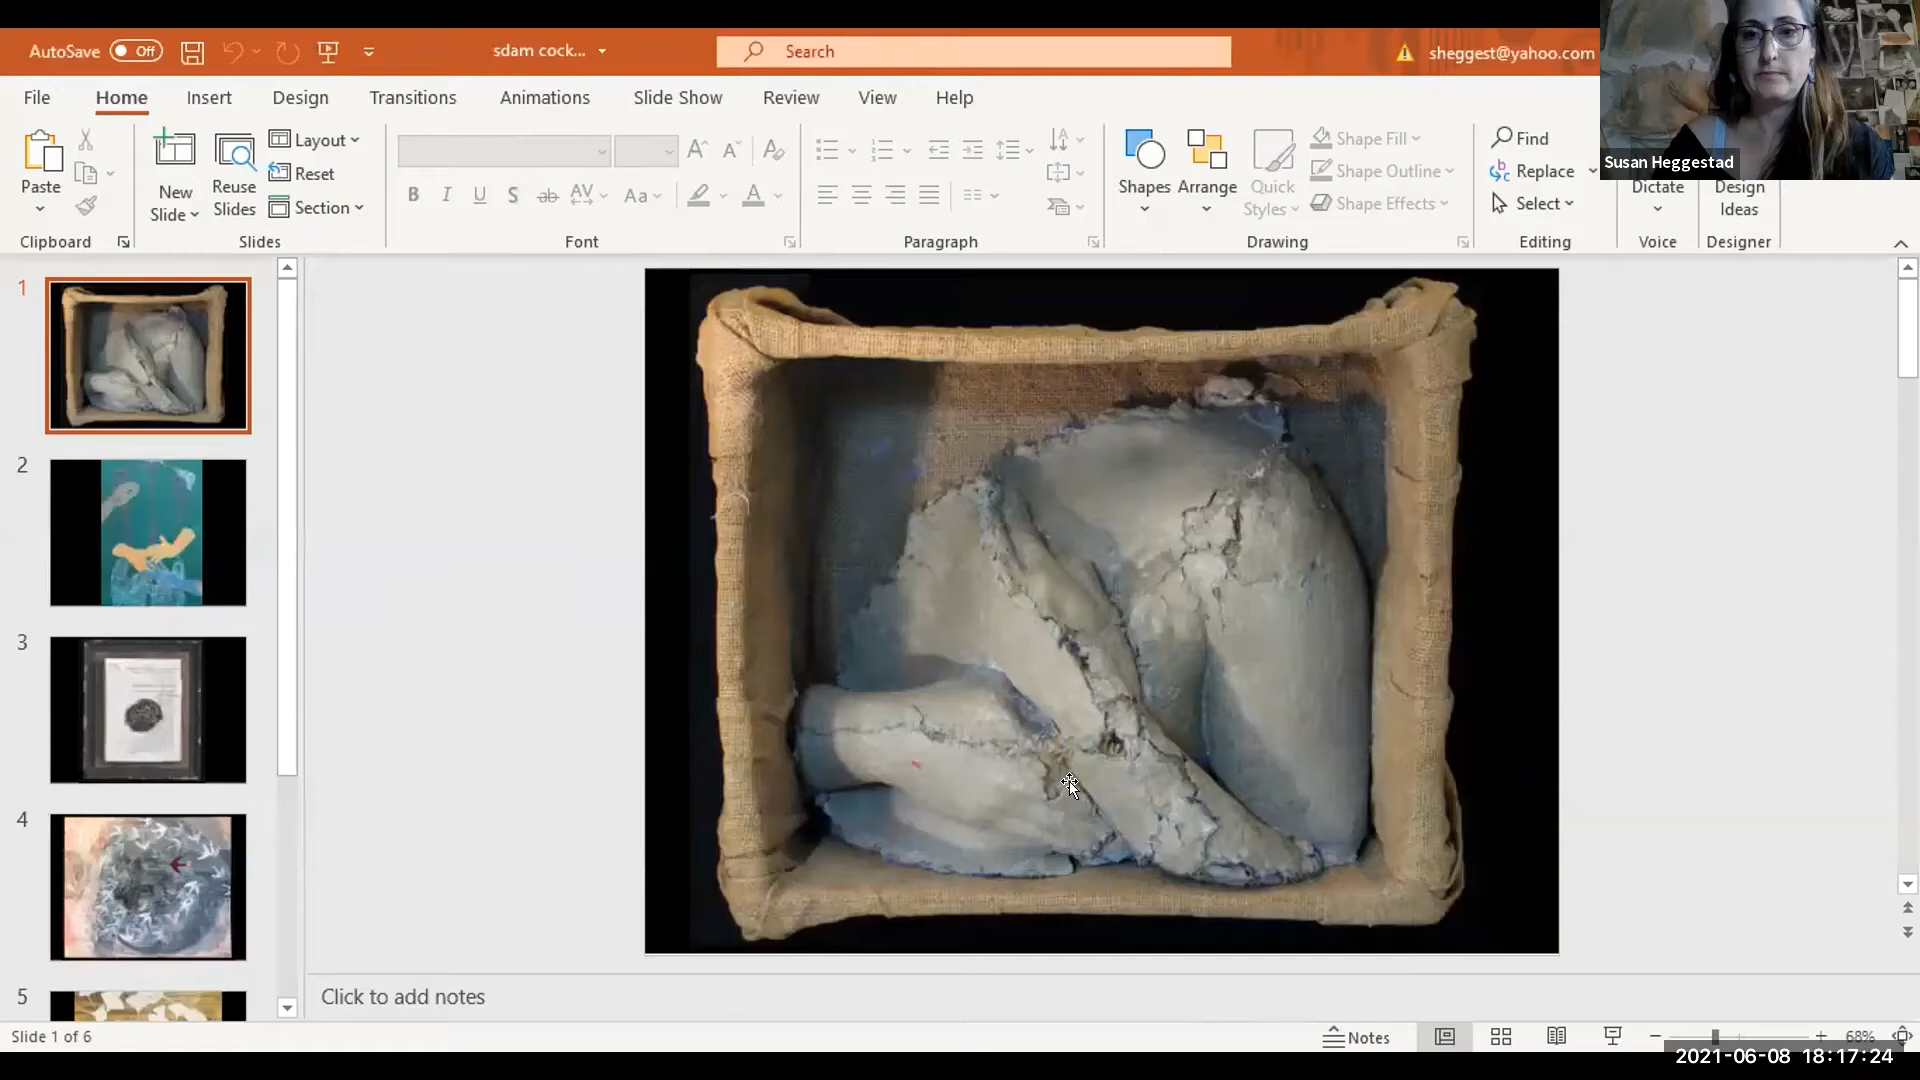 AutoSave Off sdam cock... Search sheggest@yahoo.com
File Home Insert Design Transitions Animations Slide Show Review View Help
Susan Heggestad
Paste
New Slide
Reuse Slides
Layout
Reset
Section
B I U S ab AV Aa A
Shapes
Arrange
Quick Styles
Shape Fill
Shape Outline
Shape Effects
Find
Replace
Select
Dictate
Design Ideas
Clipboard Slides Font Paragraph Drawing Editing Voice Designer
1
2
3
4
5
Click to add notes
Slide 1 of 6 Notes 68%
2021-06-08 18:17:24